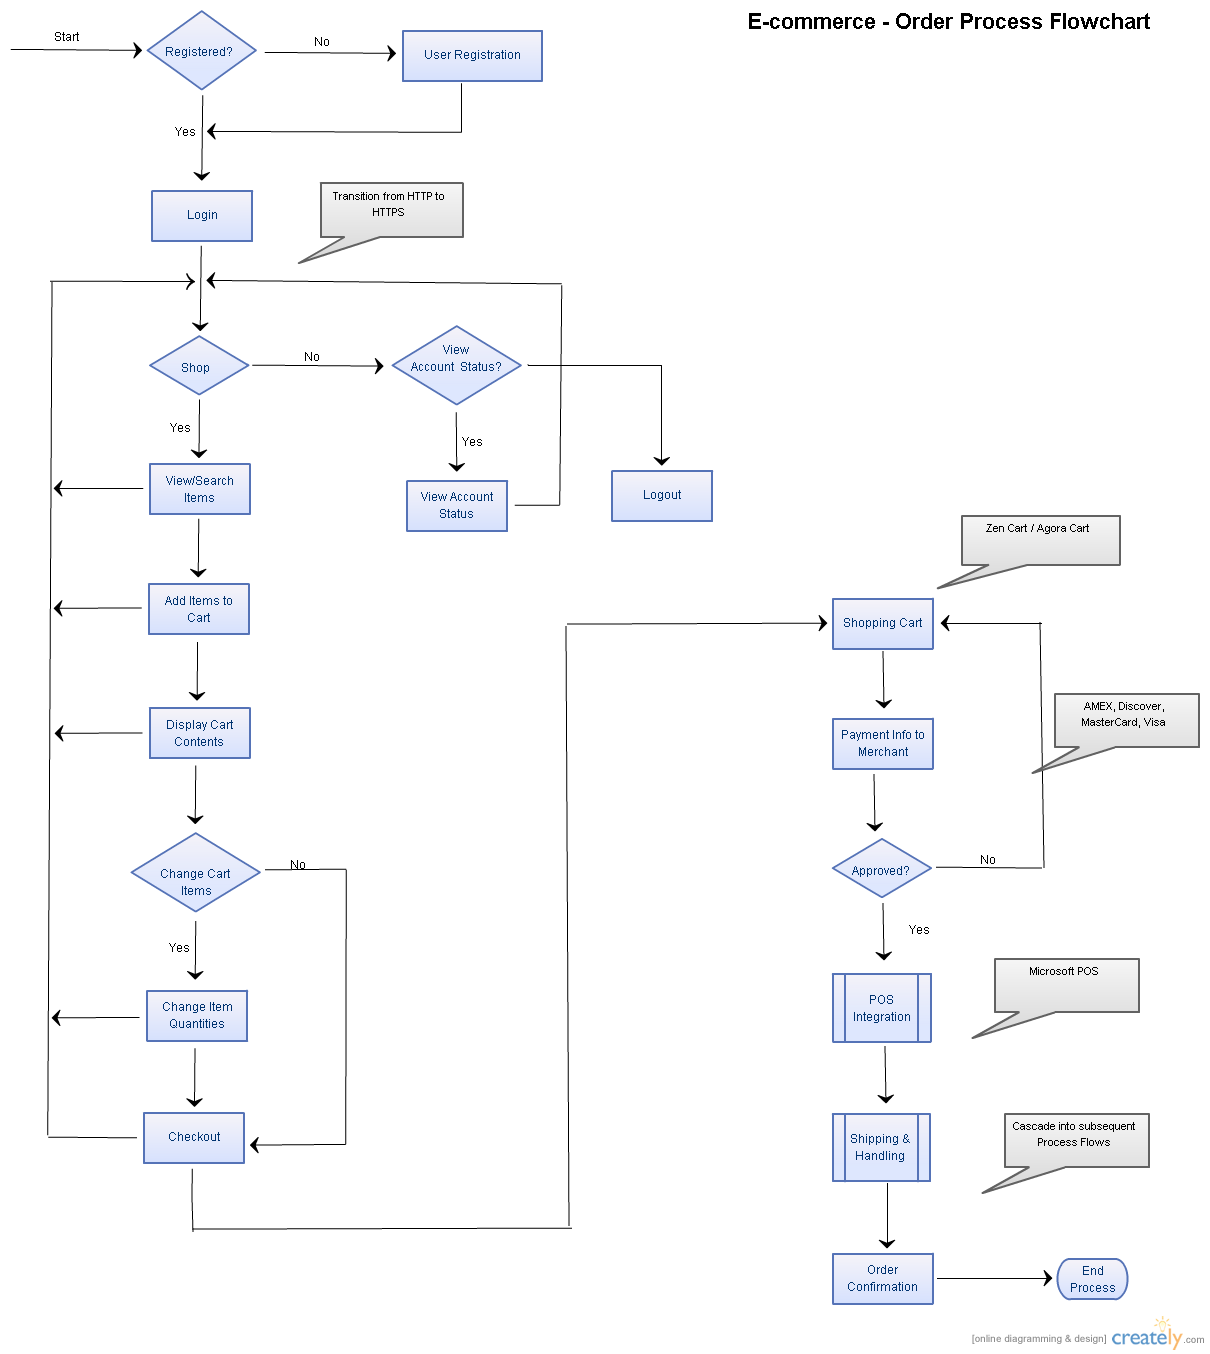 E-commerce - Order Process Flowchart
Start
Registered?
No
User Registration
Yes
Login
Transition from HTTP to
HTTPS
Shop
No
View
Account Status?
Yes
Yes
View/Search
Items
View Account
Status
Logout
Add Items to
Cart
Display Cart
Contents
Change Cart
Items
No
Yes
Change Item
Quantities
Checkout
Zen Cart / Agora Cart
Shopping Cart
AMEX, Discover,
MasterCard, Visa
Payment Info to
Merchant
Approved?
No
Yes
Microsoft POS
POS
Integration
Cascade into subsequent
Process Flows
Shipping &
Handling
Order
Confirmation
End
Process
[online diagramming & design] creately.com